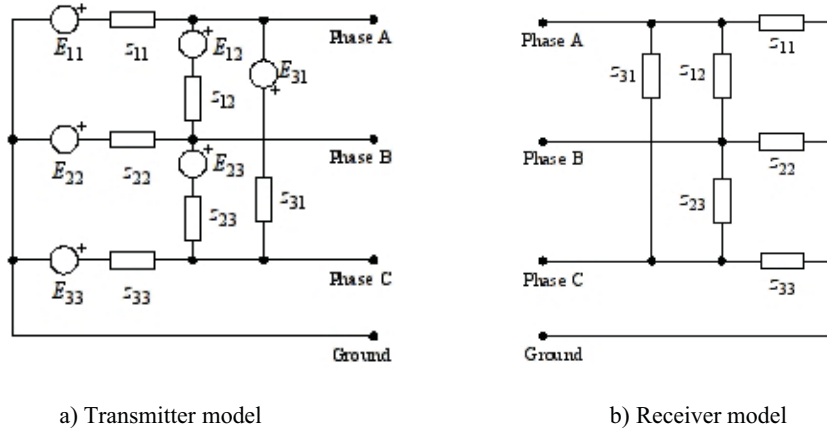 E11 z11 E12 Phase A
E31
z12
E22 z22 E23 Phase B
z23 z31
E33 z33 Phase C
Ground
a) Transmitter model
Phase A z11
z31 z12
Phase B z22
z23
Phase C z33
Ground
b) Receiver model